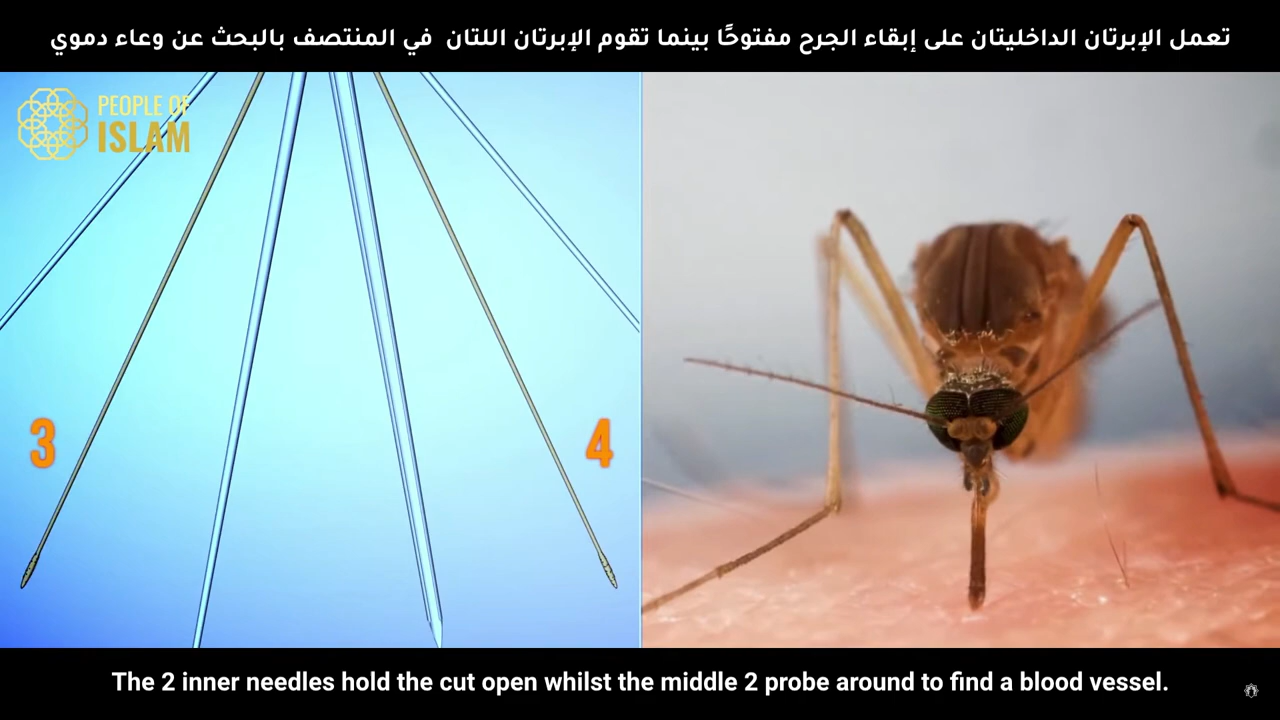 تعمل الإبرتان الداخليتان على إبقاء الجرح مفتوحًا بينما تقوم الإبرتان اللتان في المنتصف بالبحث عن وعاء دموي
PEOPLE OF
ISLAM
3
4
The 2 inner needles hold the cut open whilst the middle 2 probe around to find a blood vessel.